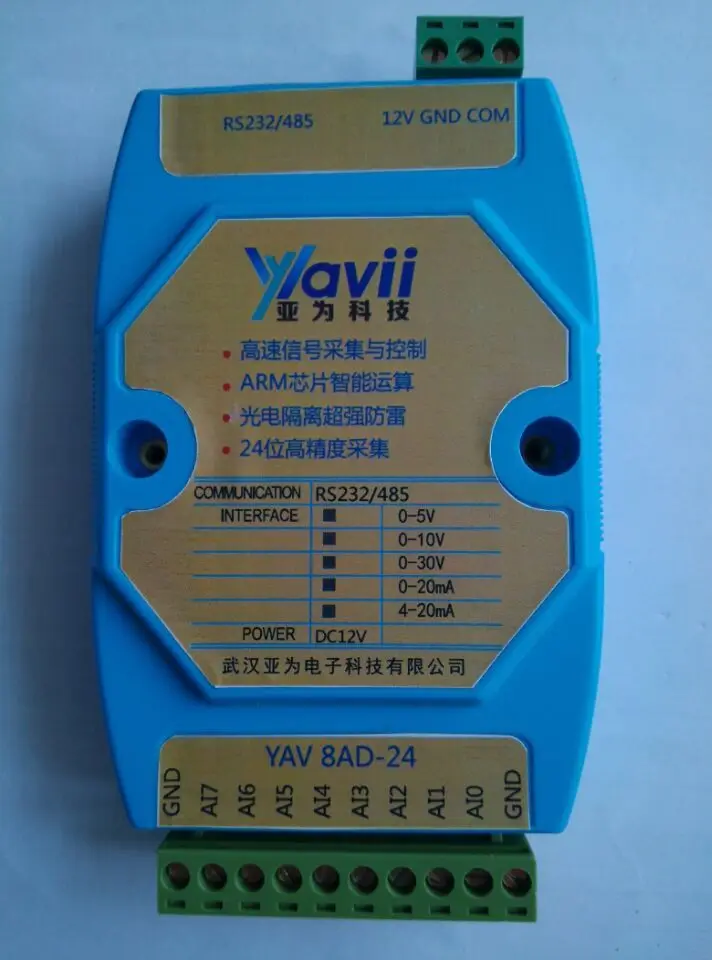 RS232/485 12V GND COM
Yavii
亚为科技
高速信号采集与控制
ARM芯片智能运算
光电隔离超强防雷
24位高精度采集
COMMUNICATION RS232/485
INTERFACE 0-5V
0-10V
0-30V
0-20mA
4-20mA
POWER DC12V
武汉亚为电子科技有限公司
YAV 8AD-24
GND AI7 AI6 AI5 AI4 AI3 AI2 AI1 AI0 GND